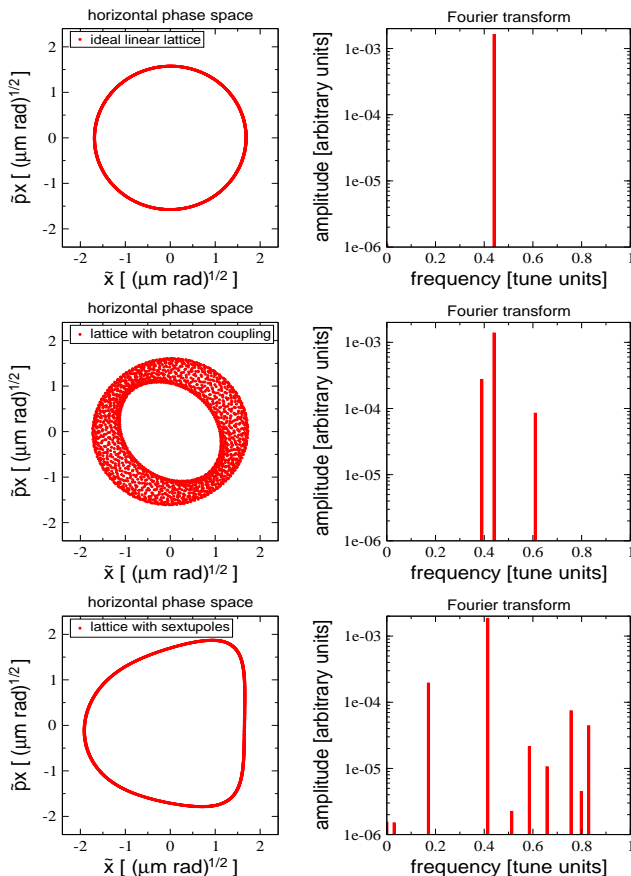 horizontal phase space
ideal linear lattice
2
1
0
-1
-2
p̃x [ (μm rad)1/2 ]
-2 -1 0 1 2
x̃ [ (μm rad)1/2 ]
Fourier transform
1e-03
1e-04
1e-05
1e-06
amplitude [arbitrary units]
0 0.2 0.4 0.6 0.8 1
frequency [tune units]
horizontal phase space
lattice with betatron coupling
2
1
0
-1
-2
p̃x [ (μm rad)1/2 ]
-2 -1 0 1 2
x̃ [ (μm rad)1/2 ]
Fourier transform
1e-03
1e-04
1e-05
1e-06
amplitude [arbitrary units]
0 0.2 0.4 0.6 0.8 1
frequency [tune units]
horizontal phase space
lattice with sextupoles
2
1
0
-1
-2
p̃x [ (μm rad)1/2 ]
-2 -1 0 1 2
x̃ [ (μm rad)1/2 ]
Fourier transform
1e-03
1e-04
1e-05
1e-06
amplitude [arbitrary units]
0 0.2 0.4 0.6 0.8 1
frequency [tune units]